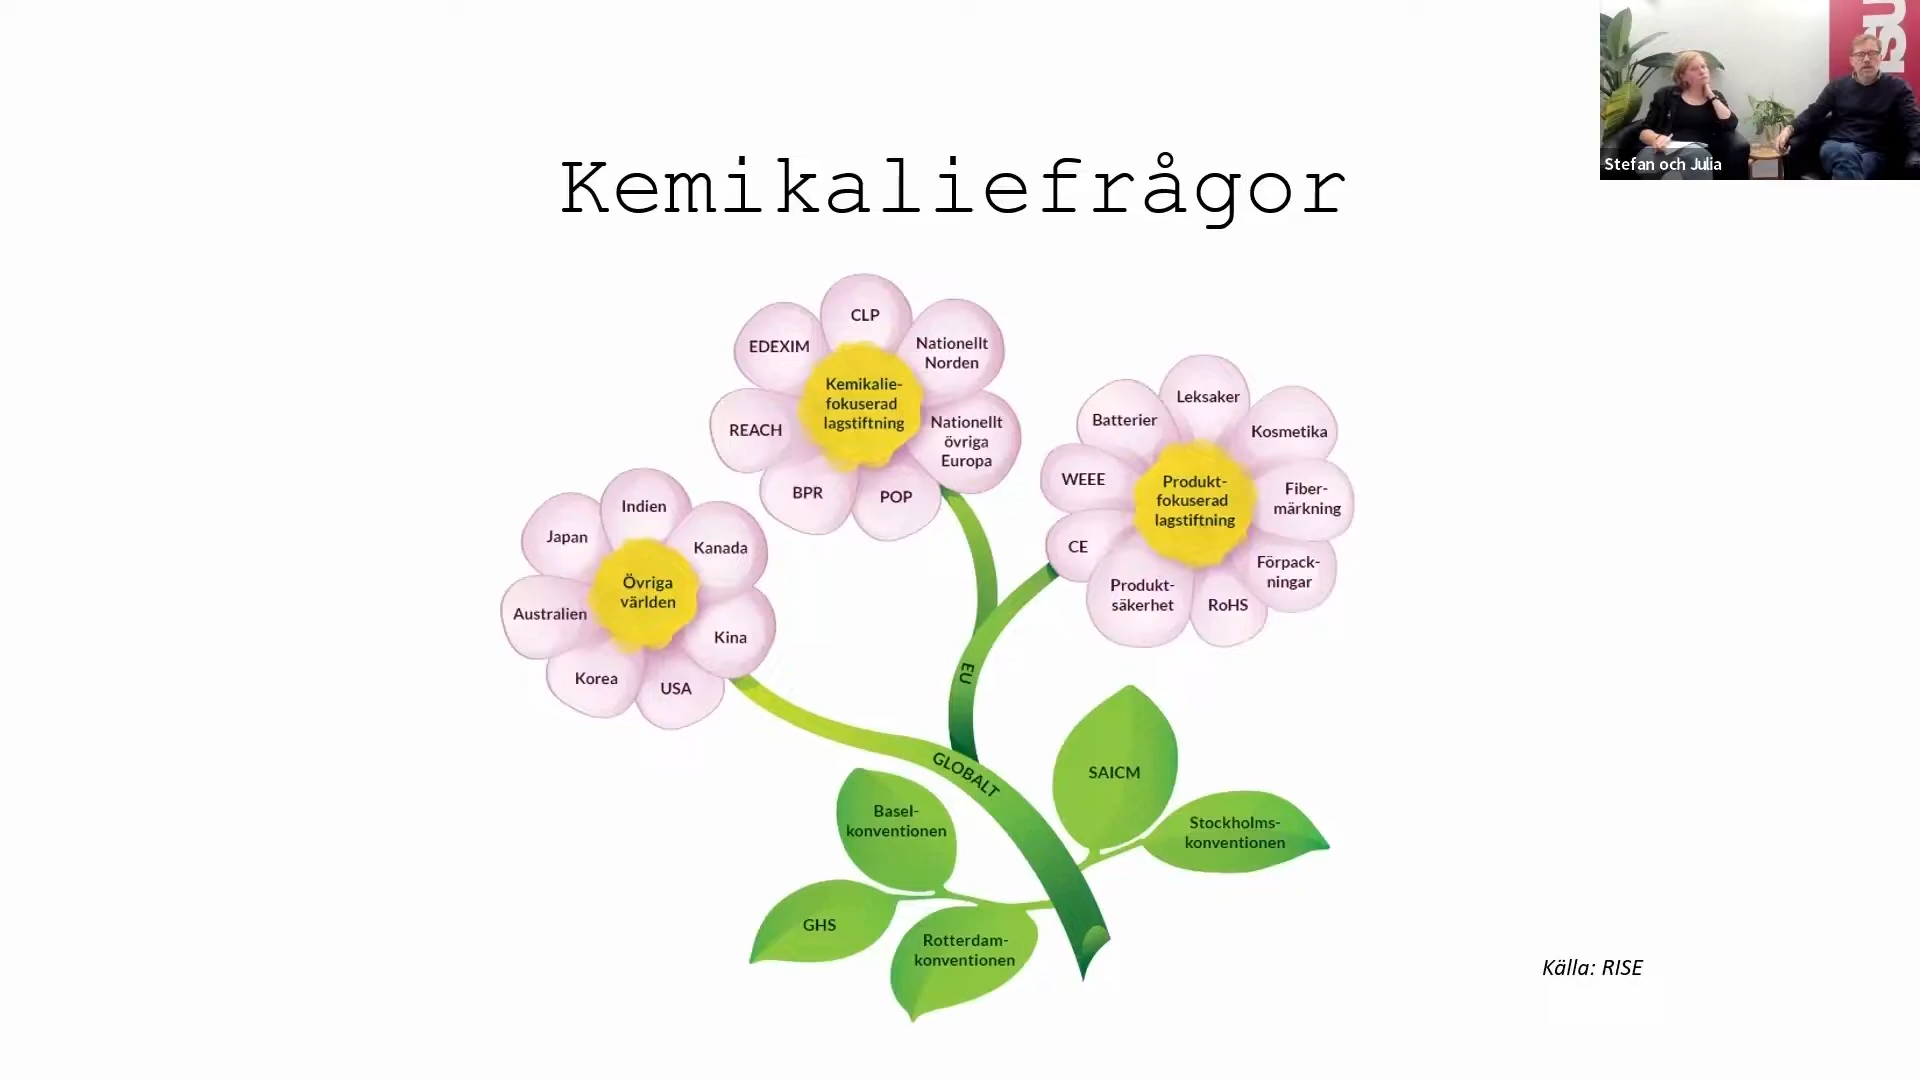 Kemikaliefrågor
Stefan och Julia
CLP
EDEXIM
Nationellt
Norden
Kemikalie-
fokuserad
lagstiftning
REACH
Nationellt
övriga
Europa
BPR
POP
Leksaker
Batterier
Kosmetika
WEEE
Produkt-
fokuserad
lagstiftning
Fiber-
märkning
CE
Förpack-
ningar
Produkt-
säkerhet
RoHS
Indien
Japan
Kanada
Övriga
världen
Australien
Kina
Korea
USA
EU
GLOBALT
SAICM
Basel-
konventionen
Stockholms-
konventionen
GHS
Rotterdam-
konventionen
Källa: RISE